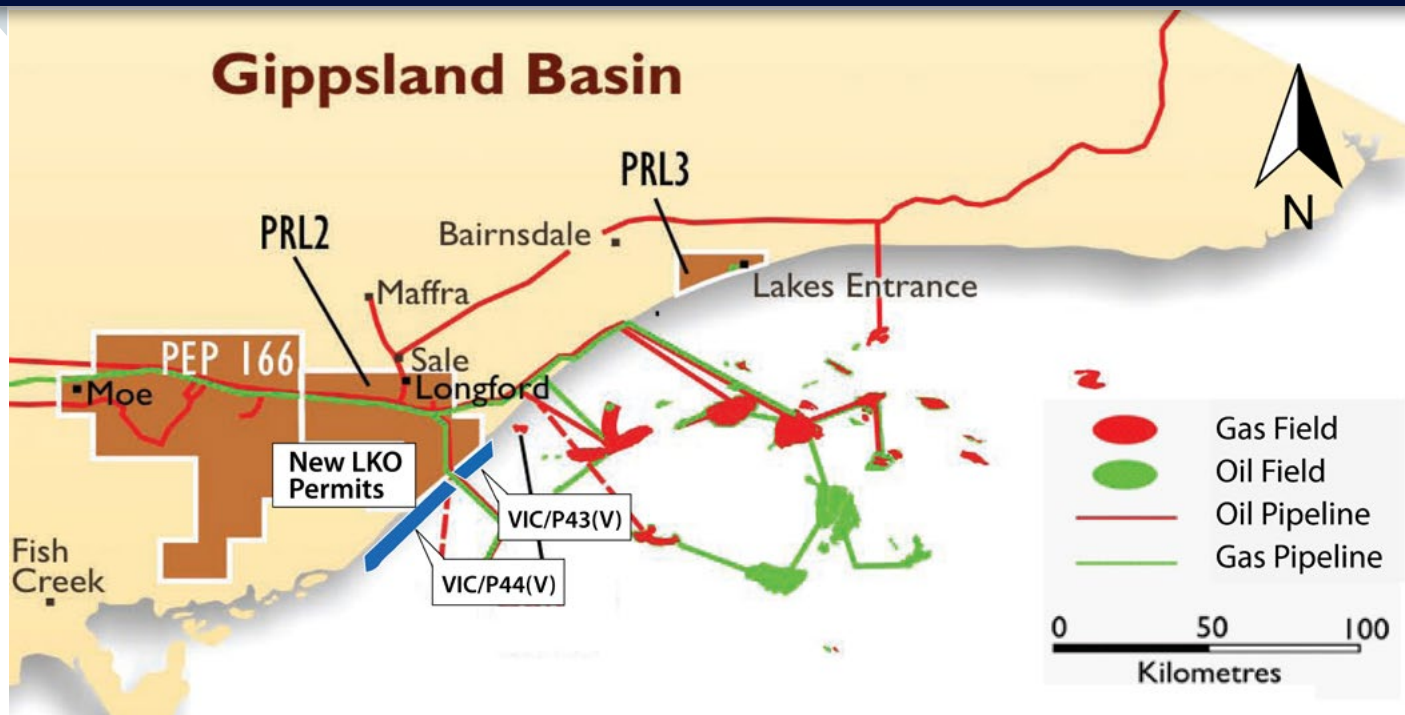 Gippsland Basin
PRL3
PRL2
Bairnsdale
N
Maffra
Lakes Entrance
PEP 166
Sale
Moe
Longford
New LKO
Permits
Gas Field
Oil Field
VIC/P43(V)
Oil Pipeline
Fish
Creek
Gas Pipeline
VIC/P44(V)
0 50 100
Kilometres